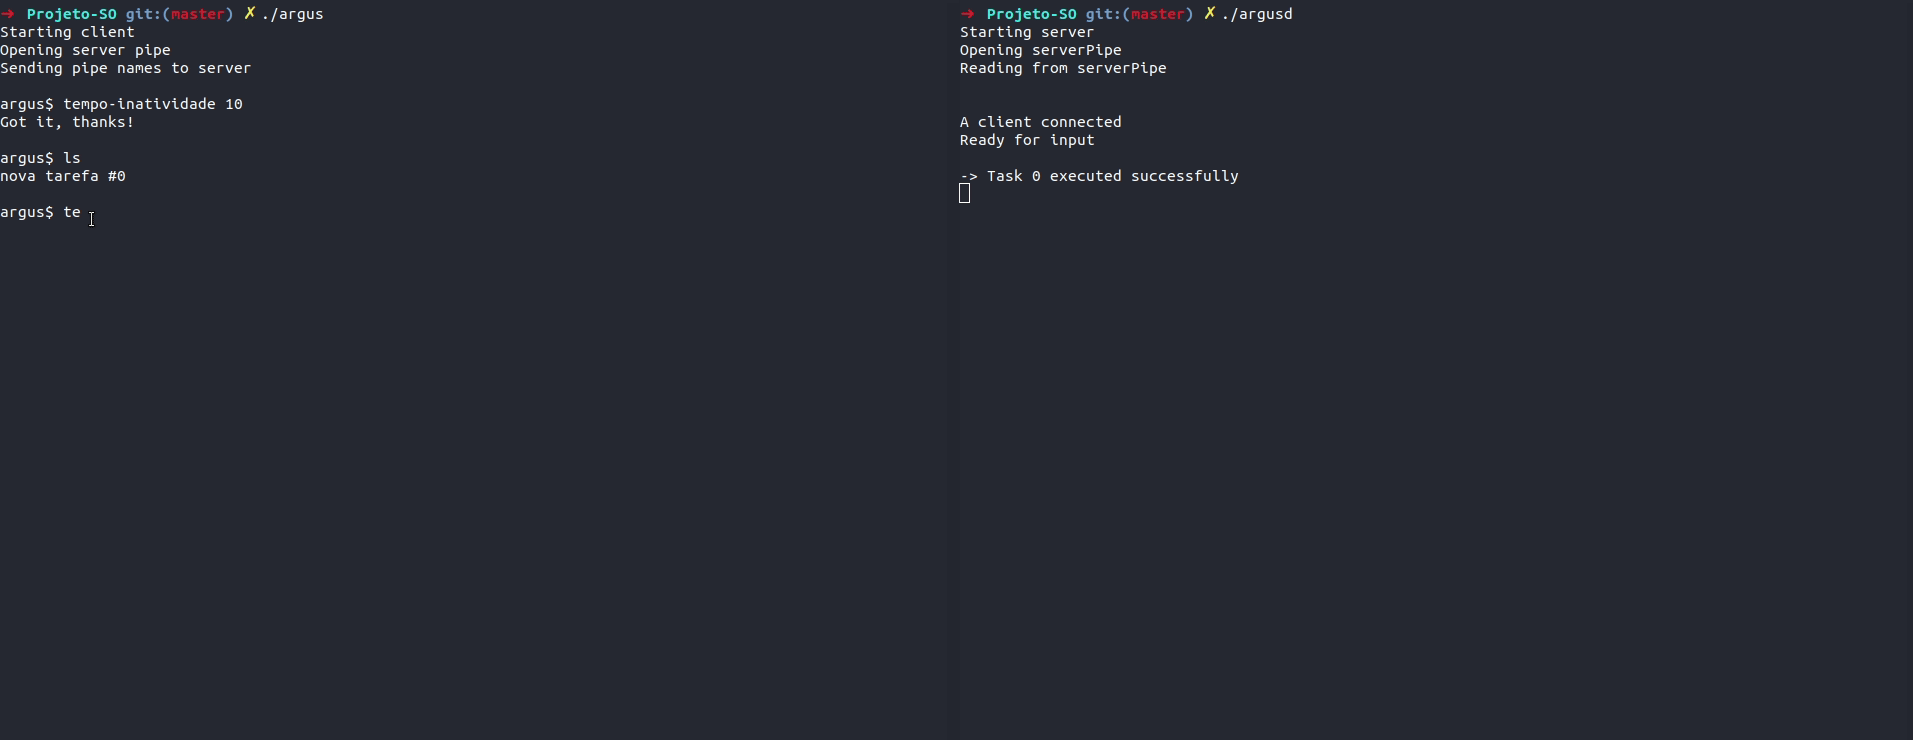 ➜ Projeto-SO git:(master) ✗ ./argus
Starting client
Opening server pipe
Sending pipe names to server
argus$ tempo-inatividade 10
Got it, thanks!
argus$ ls
nova tarefa #0
argus$ te
➜ Projeto-SO git:(master) ✗ ./argusd
Starting server
Opening serverPipe
Reading from serverPipe
A client connected
Ready for input
-> Task 0 executed successfully